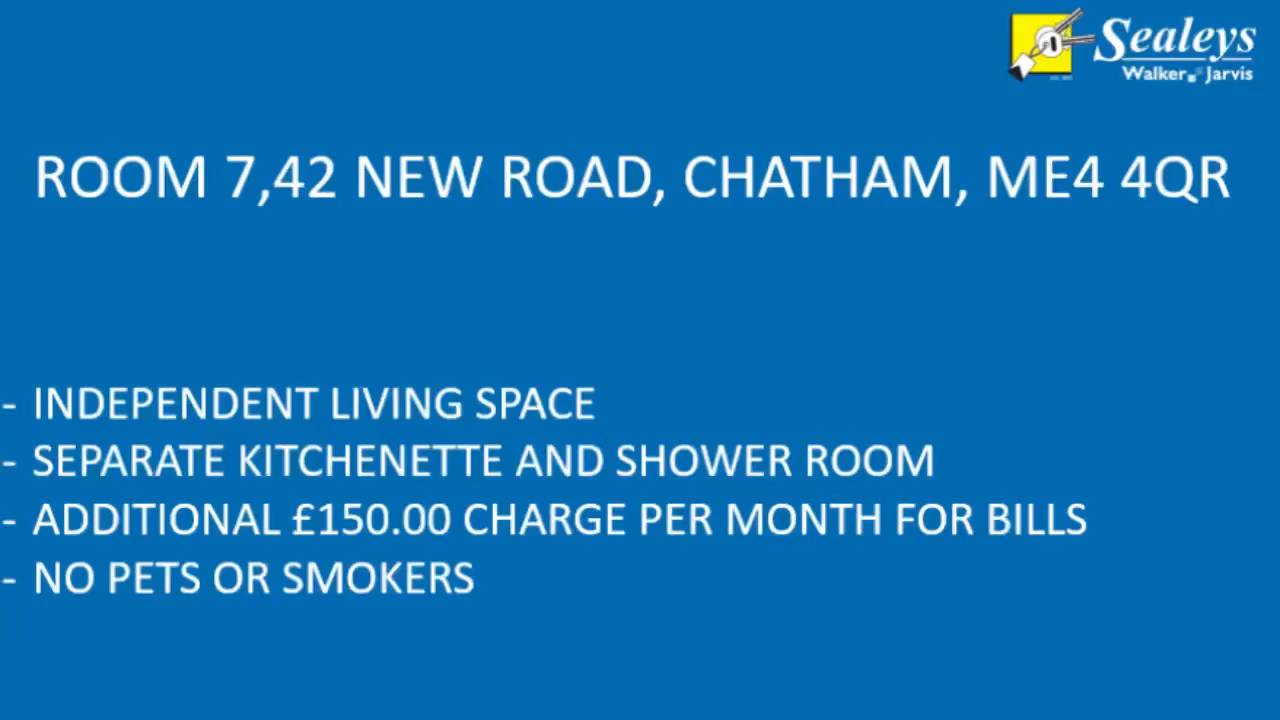 Sealeys
Walker Jarvis
ROOM 7,42 NEW ROAD, CHATHAM, ME4 4QR
- INDEPENDENT LIVING SPACE
- SEPARATE KITCHENETTE AND SHOWER ROOM
- ADDITIONAL £150.00 CHARGE PER MONTH FOR BILLS
- NO PETS OR SMOKERS